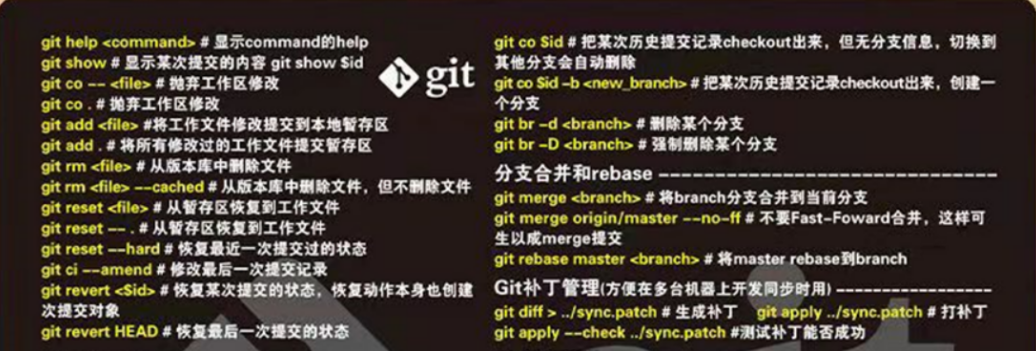 git help <command> # 显示command的help
git show # 显示某次提交的内容 git show $id
git co -- <file> # 抛弃工作区修改
git co . # 抛弃工作区修改
git add <file> #将工作文件修改提交到本地暂存区
git add . # 将所有修改过的工作文件提交暂存区
git rm <file> # 从版本库中删除文件
git rm <file> --cached # 从版本库中删除文件，但不删除文件
git reset <file> # 从暂存区恢复到工作文件
git reset -- . # 从暂存区恢复到工作文件
git reset --hard # 恢复最近一次提交过的状态
git ci --amend # 修改最后一次提交记录
git revert <$id> # 恢复某次提交的状态，恢复动作本身也创建
次提交对象
git revert HEAD # 恢复最后一次提交的状态
git
git co $id # 把某次历史提交记录checkout出来，但无分支信息，切换到
其他分支会自动删除
git co $id -b <new_branch> # 把某次历史提交记录checkout出来，创建一
个分支
git br -d <branch> # 删除某个分支
git br -D <branch> # 强制删除某个分支
分支合并和rebase ------------------------------
git merge <branch> # 将branch分支合并到当前分支
git merge origin/master --no-ff # 不要Fast-Foward合并，这样可
生以成merge提交
git rebase master <branch> # 将master rebase到branch
Git补丁管理(方便在多台机器上开发同步时用) -----------------
git diff > ../sync.patch # 生成补丁 git apply ../sync.patch # 打补丁
git apply --check ../sync.patch #测试补丁能否成功